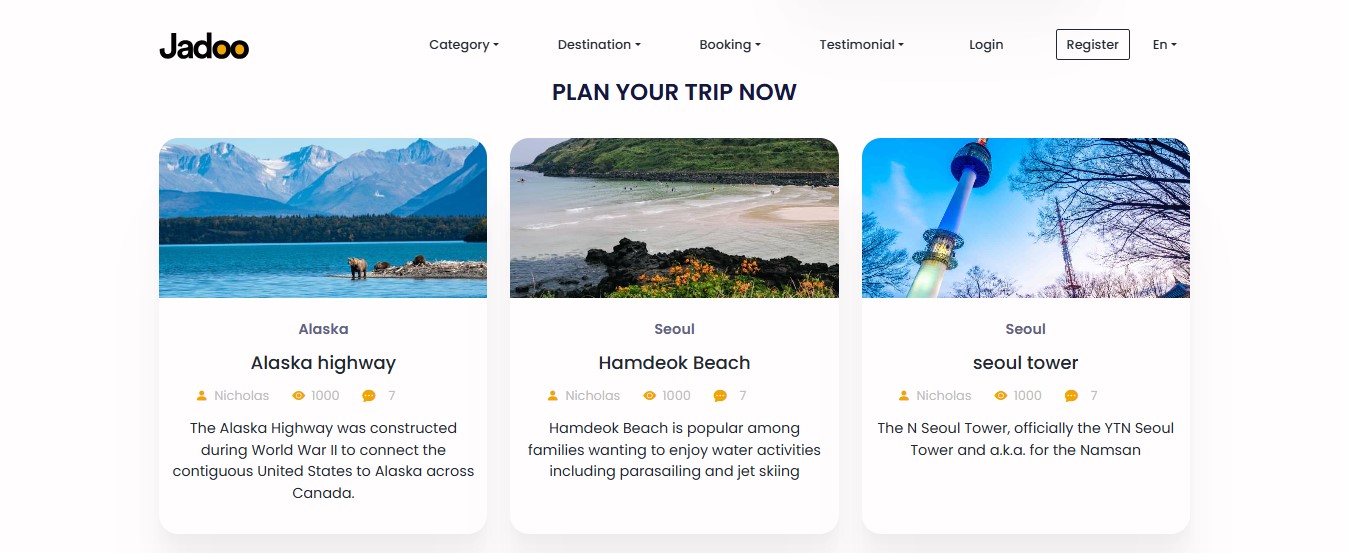 Jadoo
Category
Destination
Booking
Testimonial
Login
Register
En
PLAN YOUR TRIP NOW
Alaska
Alaska highway
Nicholas 1000 7
The Alaska Highway was constructed
during World War II to connect the
contiguous United States to Alaska across
Canada.
Seoul
Hamdeok Beach
Nicholas 1000 7
Hamdeok Beach is popular among
families wanting to enjoy water activities
including parasailing and jet skiing
Seoul
seoul tower
Nicholas 1000 7
The N Seoul Tower, officially the YTN Seoul
Tower and a.k.a. for the Namsan